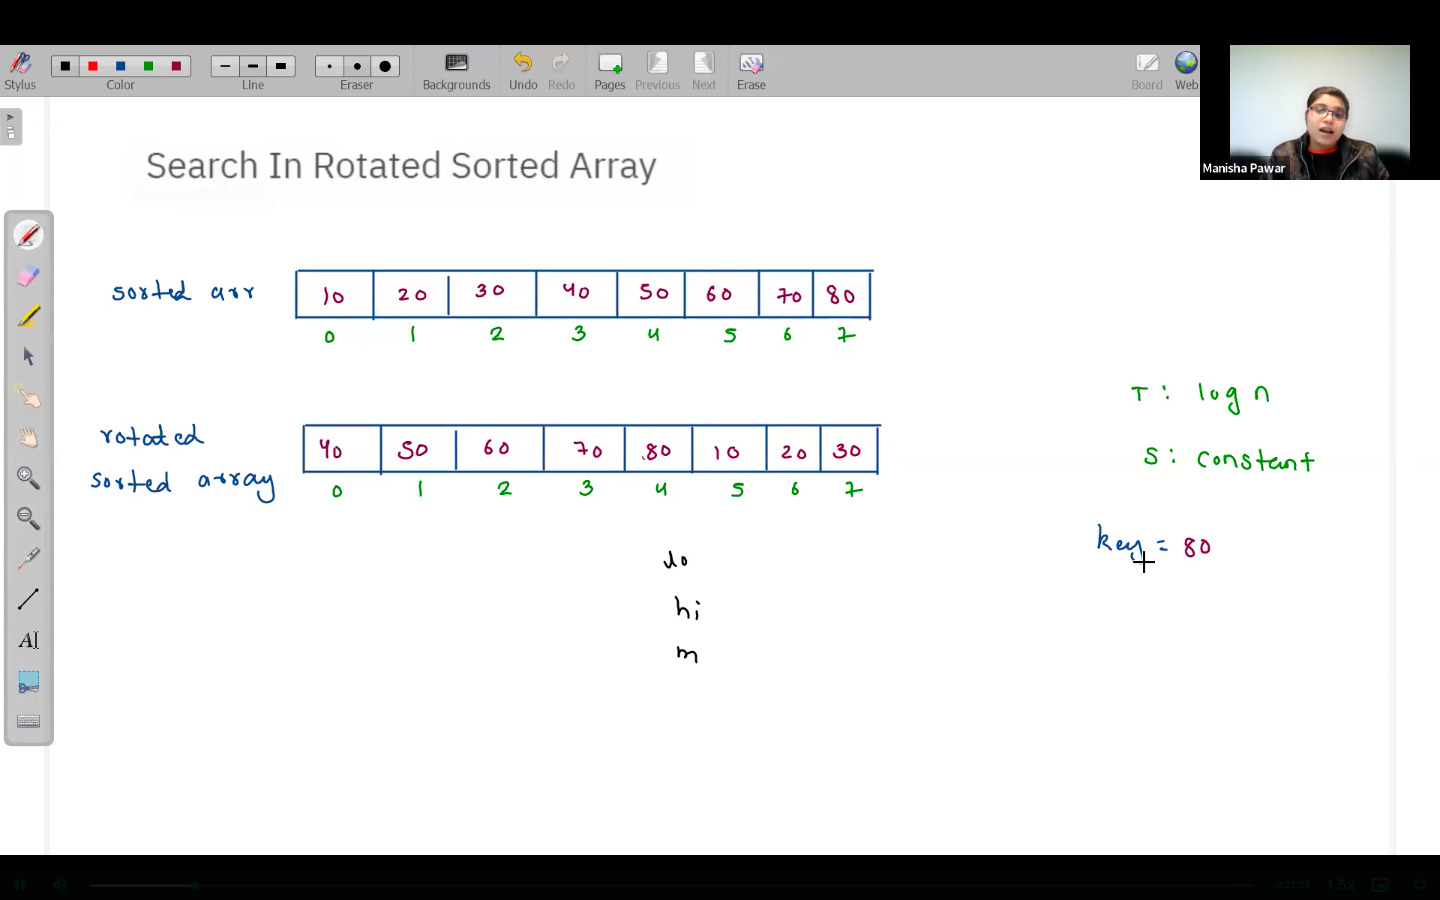 Stylus Color Line Eraser Backgrounds Undo Redo Pages Previous Next Erase Board Web
Manisha Pawar
Search In Rotated Sorted Array
sorted arr 10 20 30 40 50 60 70 80
0 1 2 3 4 5 6 7
T: log n
rotated
sorted array 40 50 60 70 80 10 20 30
0 1 2 3 4 5 6 7
S: constant
key = 80
lo
hi
m
1.5x